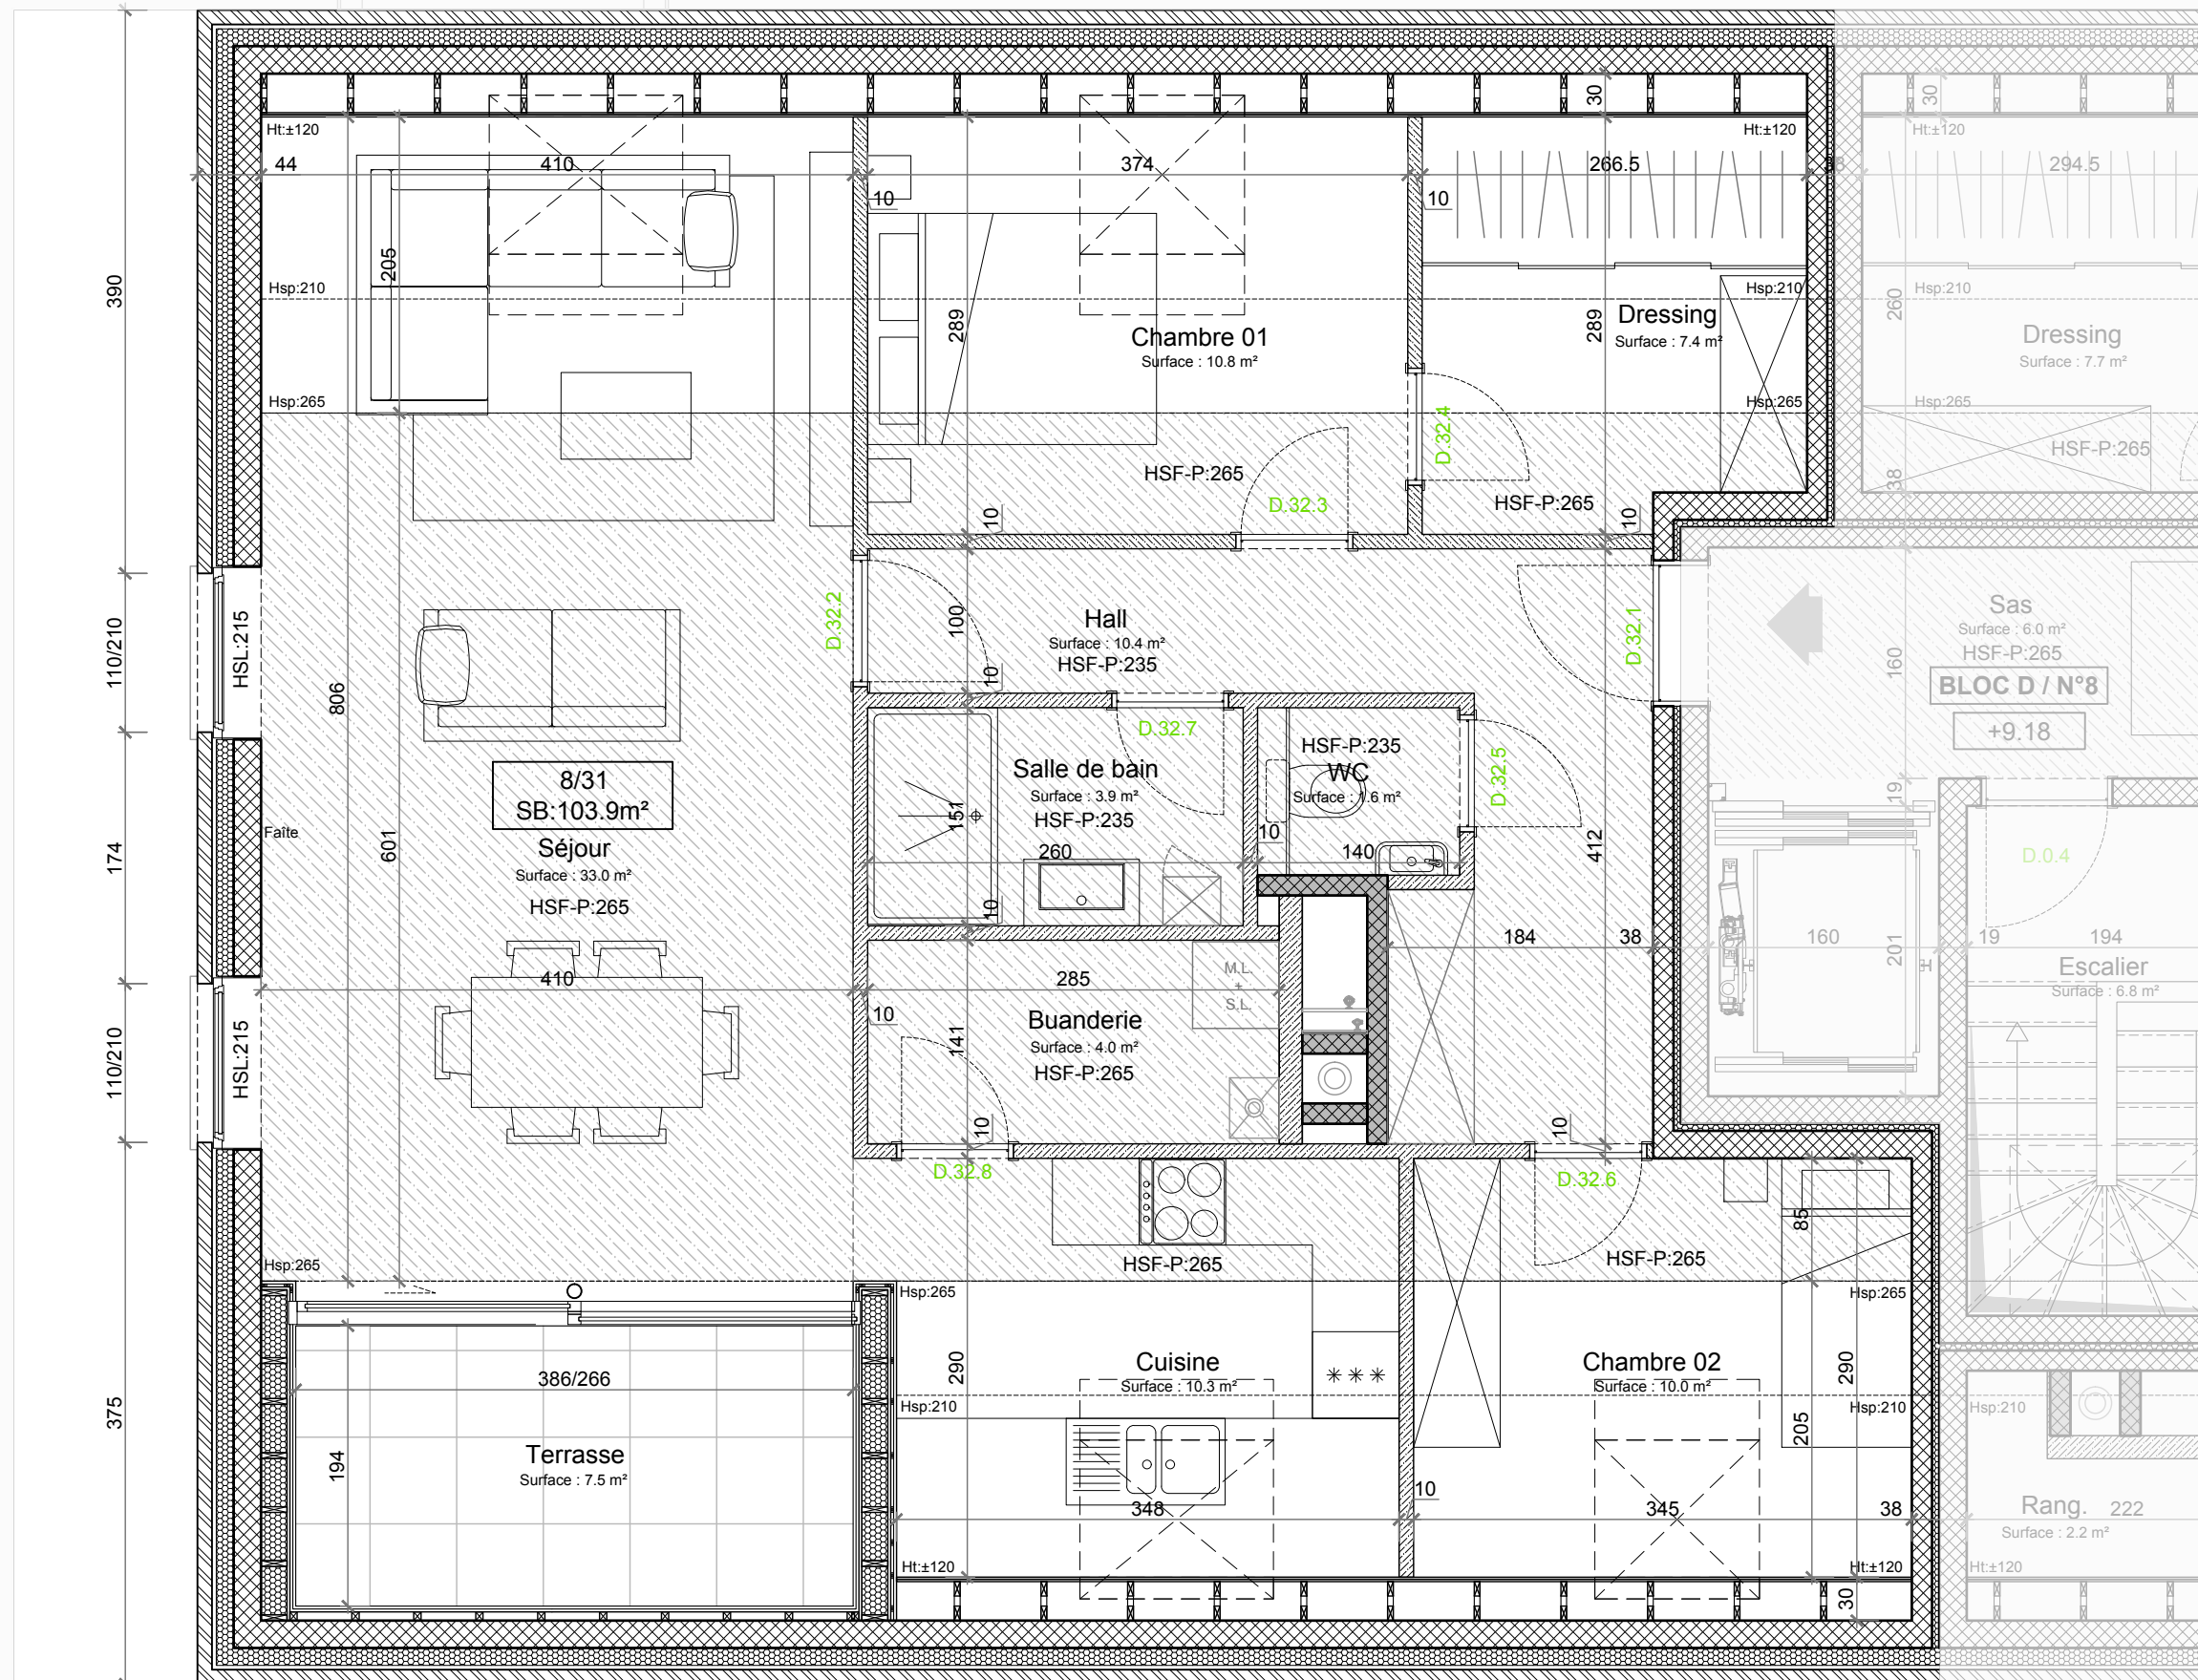 30
30
Ht:±120
Ht:±120
Ht:±120
44
410
374
266.5
294.5
10
10
390
205
Hsp:210
Hsp:210
Hsp:210
289
289
260
Chambre 01
Surface : 10.8 m²
Dressing
Surface : 7.4 m²
Dressing
Surface : 7.7 m²
Hsp:265
Hsp:265
Hsp:265
D.32.4
HSF-P:265
HSF-P:265
HSF-P:265
38
D.32.3
10
10
110/210
HSL:215
D.32.2
100
Hall
Surface : 10.4 m²
HSF-P:235
D.32.1
Sas
Surface : 6.0 m²
HSF-P:265
BLOC D / N°8
+9.18
160
10
806
D.32.7
HSF-P:235
WC
Surface : 1.6 m²
D.32.5
8/31
SB:103.9m²
Séjour
Surface : 33.0 m²
HSF-P:265
Salle de bain
Surface : 3.9 m²
HSF-P:235
151
19
Faîte
174
601
260
10
140
412
D.0.4
10
184
38
160
201
19
194
Escalier
Surface : 6.8 m²
410
285
M.L.
+
S.L.
10
110/210
HSL:215
141
Buanderie
Surface : 4.0 m²
HSF-P:265
10
10
D.32.8
D.32.6
85
Hsp:265
HSF-P:265
HSF-P:265
Hsp:265
Hsp:265
386/266
290
Cuisine
Surface : 10.3 m²
Chambre 02
Surface : 10.0 m²
290
375
Hsp:210
Hsp:210
Hsp:210
194
Terrasse
Surface : 7.5 m²
205
348
10
345
38
Rang.
222
Surface : 2.2 m²
Ht:±120
Ht:±120
Ht:±120
30